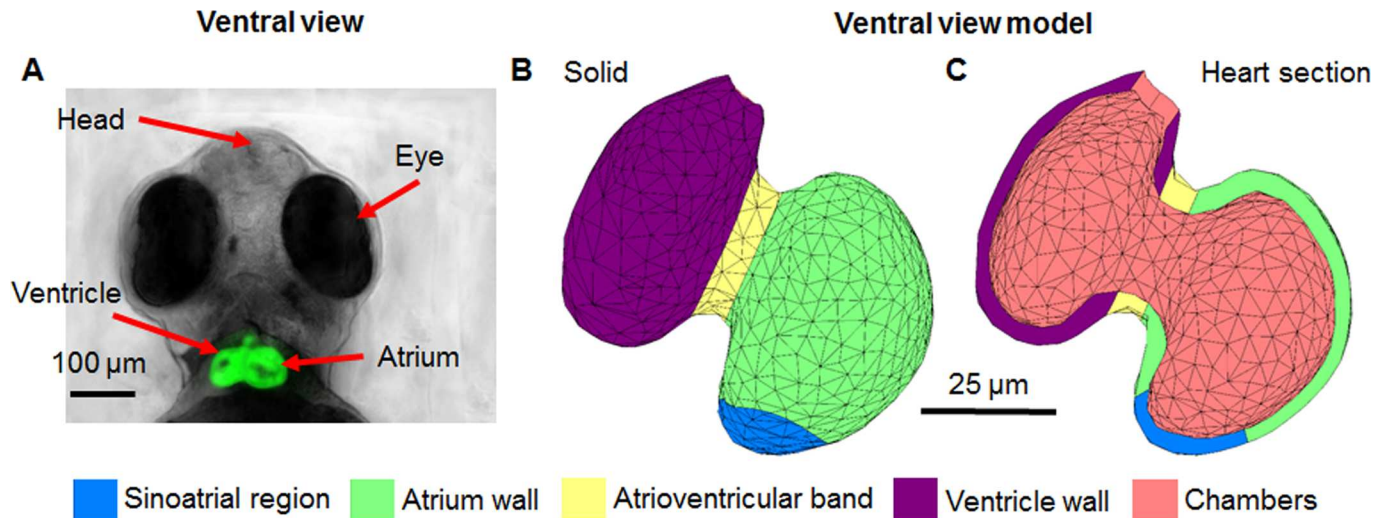 Ventral view
Ventral view model
A
B Solid
C Heart section
Head
Eye
Ventricle
Atrium
100 µm
25 µm
Sinoatrial region
Atrium wall
Atrioventricular band
Ventricle wall
Chambers